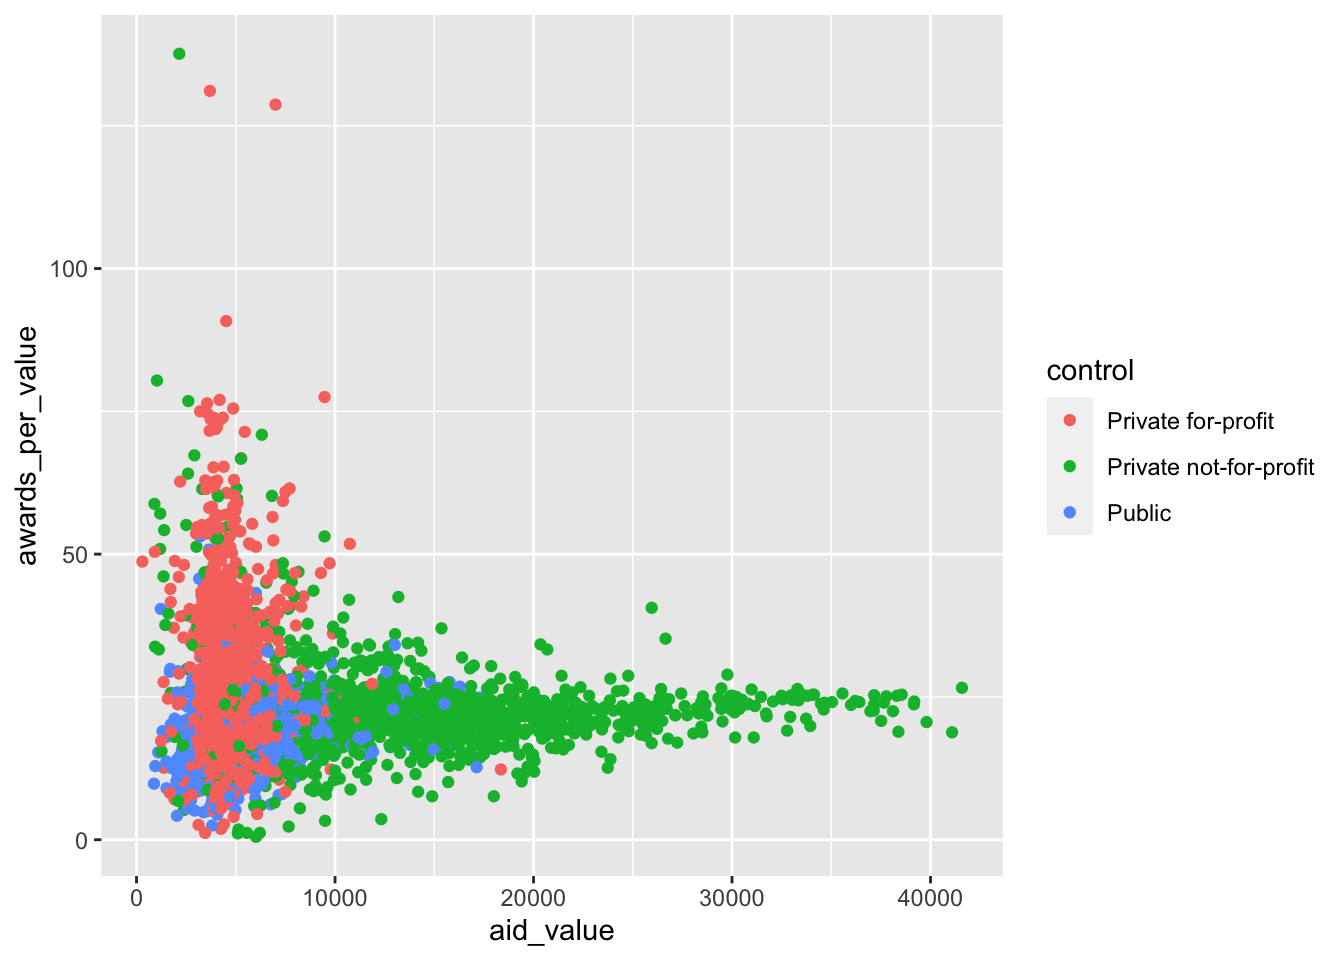 awards_per_value
100
50
0
0
10000
20000
30000
40000
aid_value
control
Private for-profit
Private not-for-profit
Public